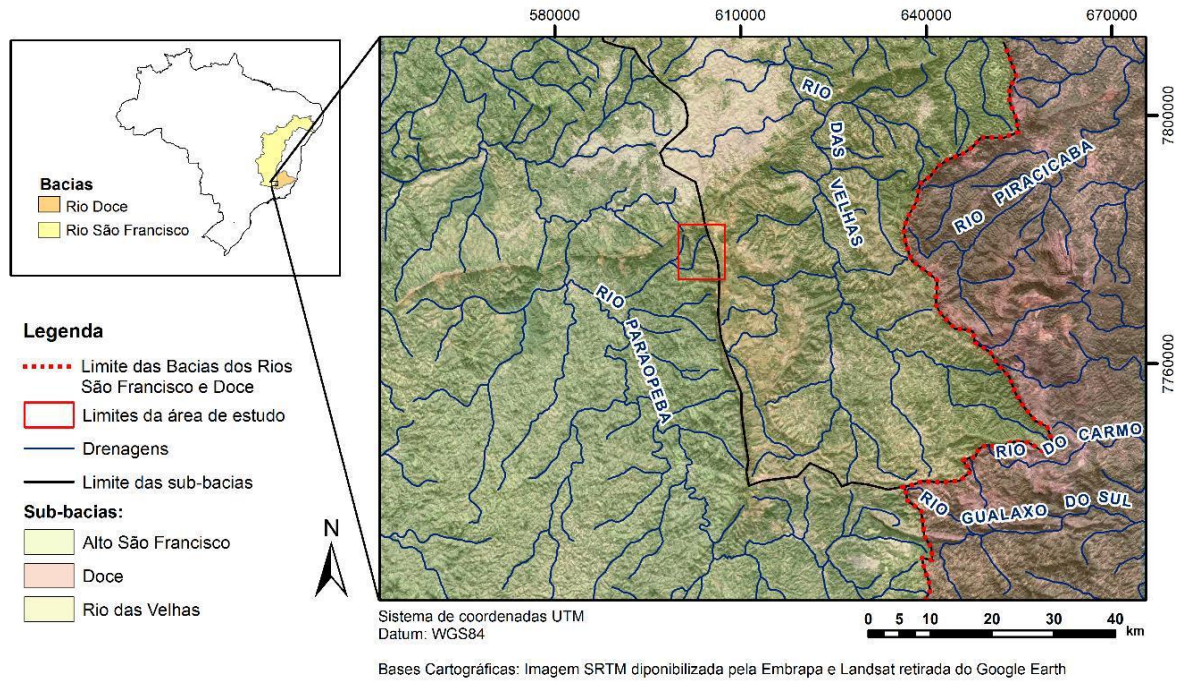 580000
610000
640000
670000
7800000
7760000
Bacias
Rio Doce
Rio São Francisco
Legenda
Limite das Bacias dos Rios
São Francisco e Doce
Limites da área de estudo
Drenagens
Limite das sub-bacias
Sub-bacias:
Alto São Francisco
Doce
Rio das Velhas
N
RIO DAS VELHAS
RIO PIRACICABA
RIO PARAOPEBA
RIO DO CARMO
RIO GUALAXO DO SUL
Sistema de coordenadas UTM
Datum: WGS84
0 5 10 20 30 40
km
Bases Cartográficas: Imagem SRTM diponibilizada pela Embrapa e Landsat retirada do Google Earth